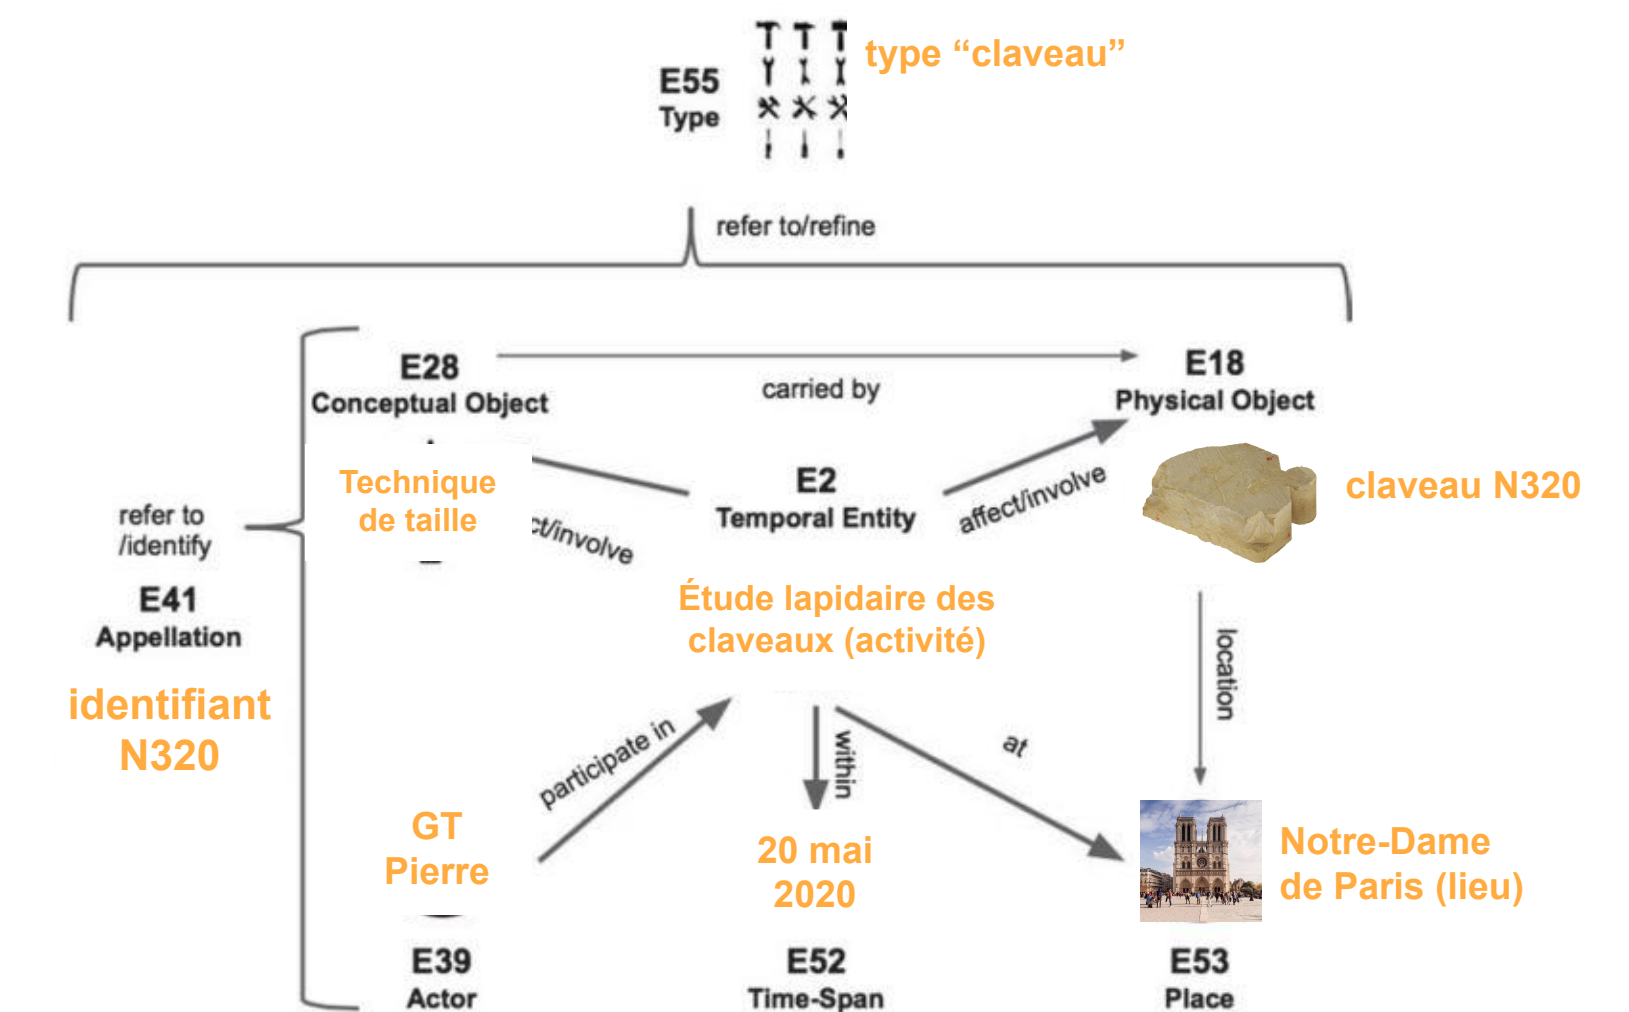 type “claveau”
E55
Type
refer to/refine
E28
Conceptual Object
carried by
E18
Physical Object
Technique
de taille
ct/involve
E2
Temporal Entity
affect/involve
claveau N320
refer to
/identify
E41
Appellation
identifiant
N320
Étude lapidaire des
claveaux (activité)
location
participate in
within
at
GT
Pierre
20 mai
2020
Notre-Dame
de Paris (lieu)
E39
Actor
E52
Time-Span
E53
Place